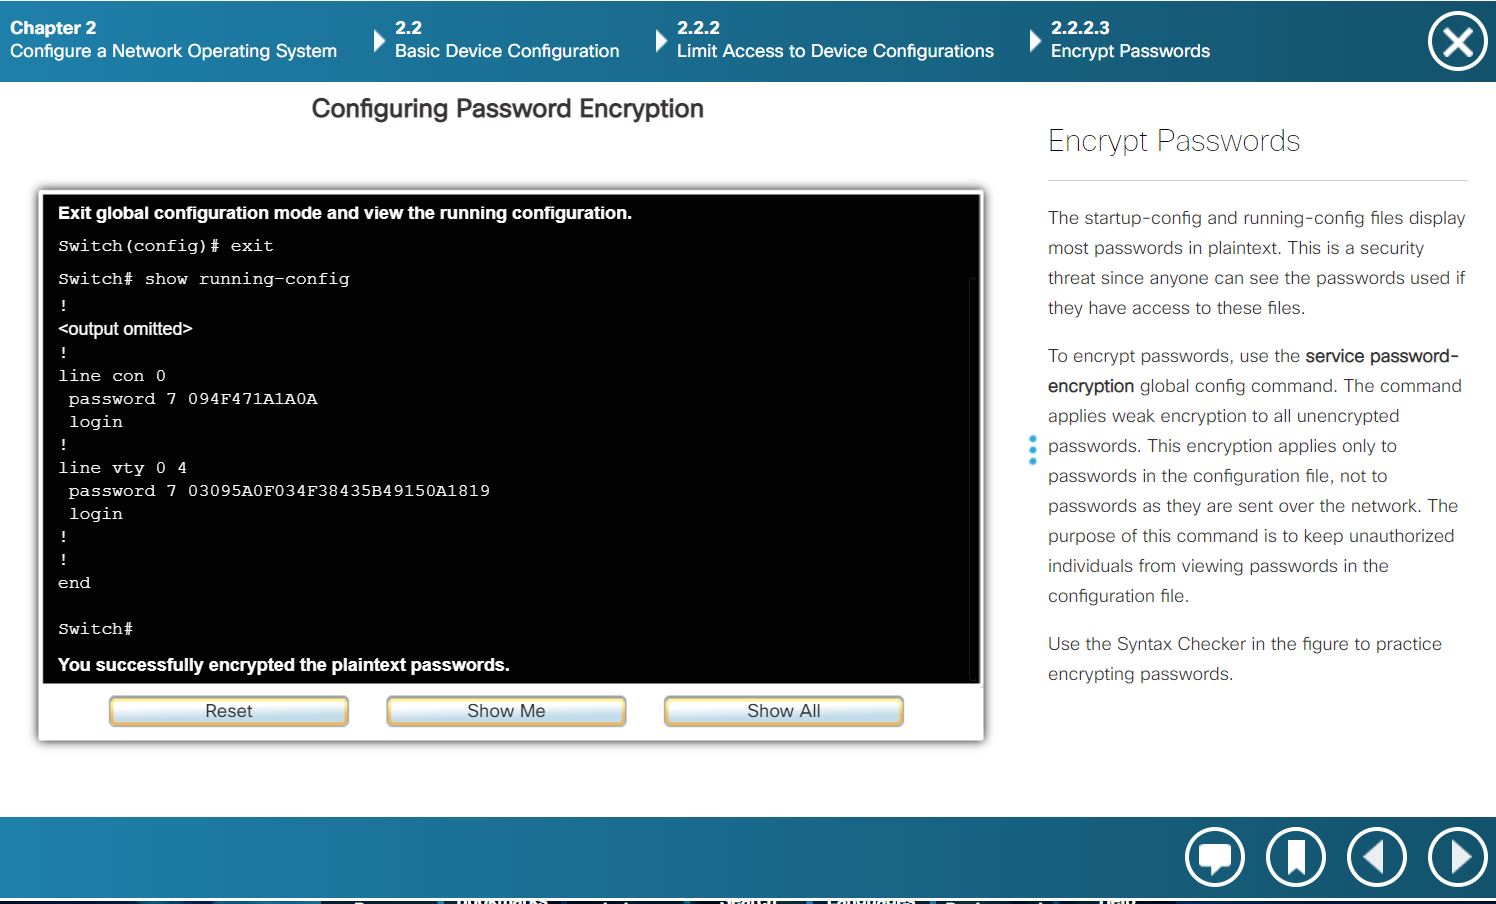 Chapter 2
Configure a Network Operating System
2.2
Basic Device Configuration
2.2.2
Limit Access to Device Configurations
2.2.2.3
Encrypt Passwords
Configuring Password Encryption
Exit global configuration mode and view the running configuration.
Switch(config)# exit
Switch# show running-config
!
<output omitted>
!
line con 0
password 7 094F471A1A0A
login
!
line vty 0 4
password 7 03095A0F034F38435B49150A1819
login
!
!
end
Switch#
You successfully encrypted the plaintext passwords.
Reset
Show Me
Show All
Encrypt Passwords
The startup-config and running-config files display
most passwords in plaintext. This is a security
threat since anyone can see the passwords used if
they have access to these files.
To encrypt passwords, use the service password-
encryption global config command. The command
applies weak encryption to all unencrypted
passwords. This encryption applies only to
passwords in the configuration file, not to
passwords as they are sent over the network. The
purpose of this command is to keep unauthorized
individuals from viewing passwords in the
configuration file.
Use the Syntax Checker in the figure to practice
encrypting passwords.
Bookmarks
Search
Languages
Help